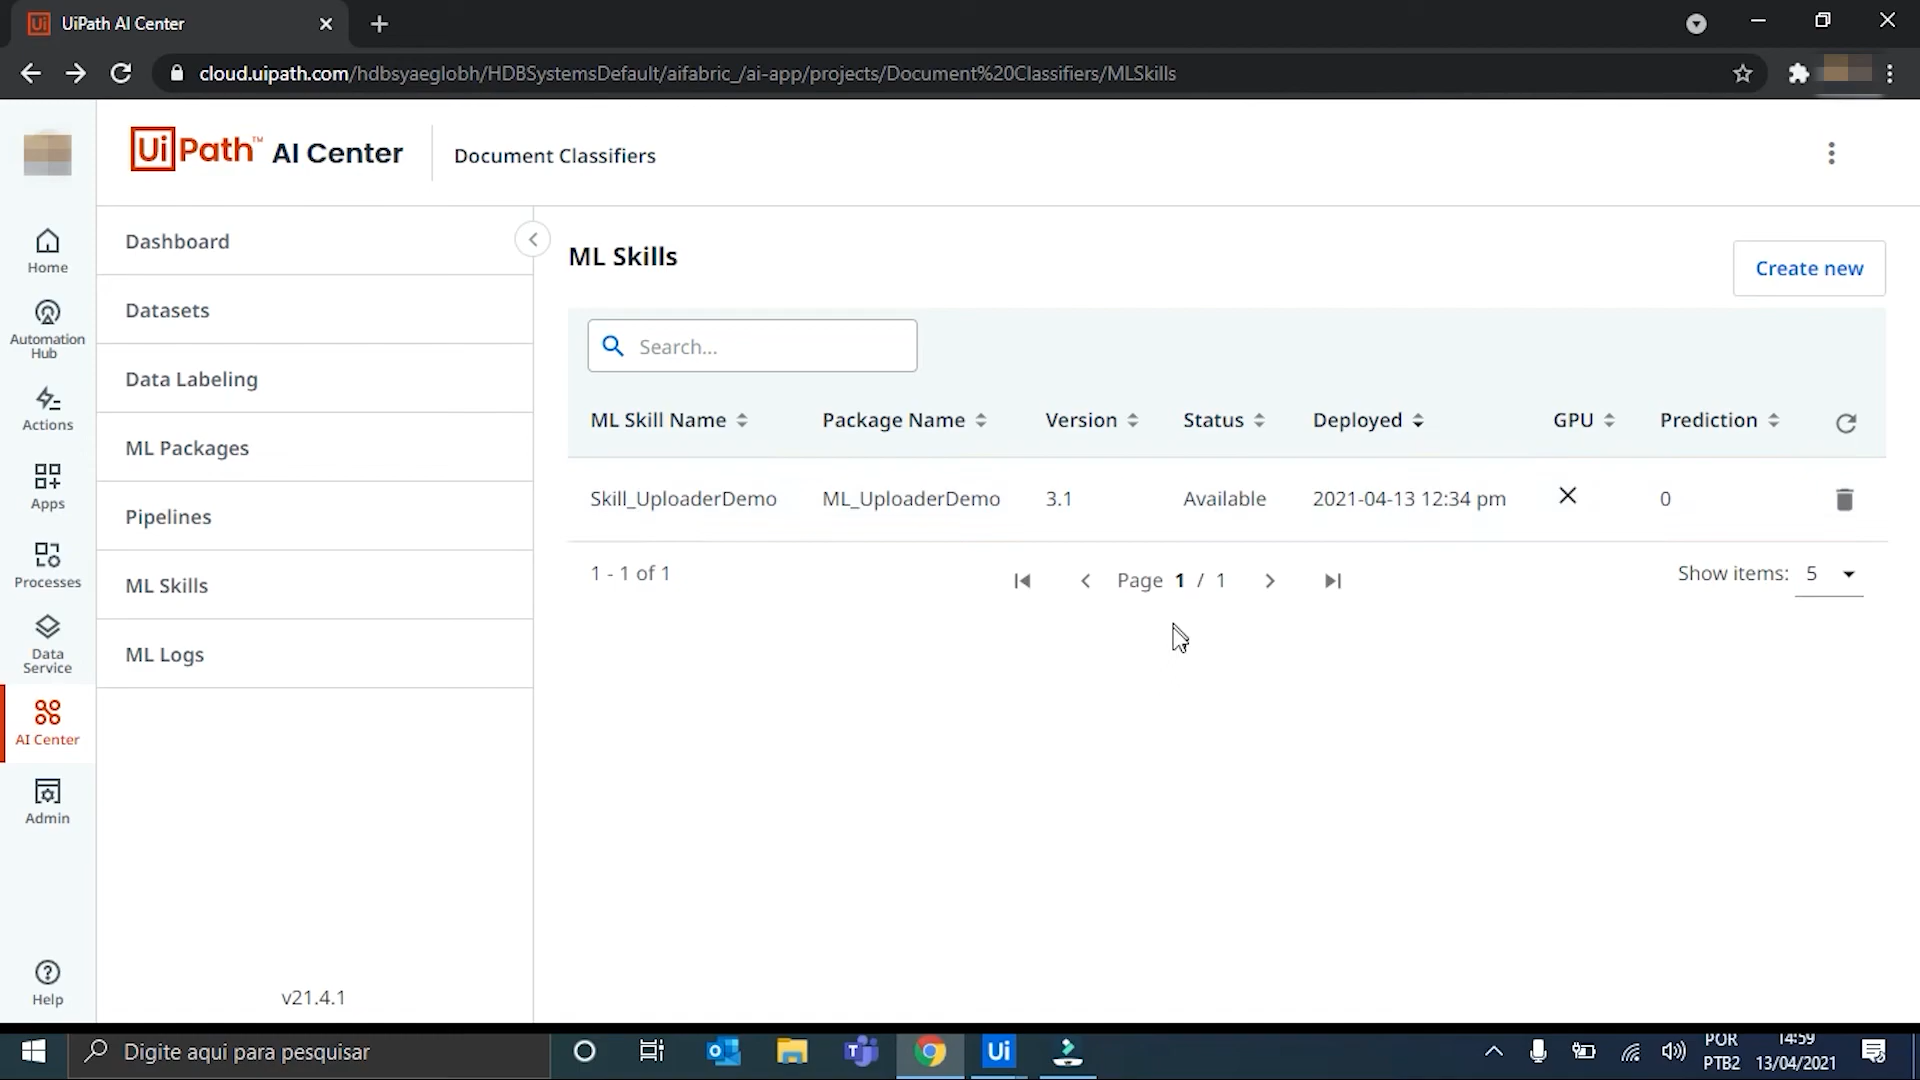 UiPath AI Center
cloud.uipath.com/hdbsyaeglobh/HDBSystemsDefault/aifabric_/ai-app/projects/Document%20Classifiers/MLSkills
UiPath™ AI Center
Document Classifiers
Home
Automation
Hub
Actions
Apps
Processes
Data
Service
AI Center
Admin
Help
Dashboard
Datasets
Data Labeling
ML Packages
Pipelines
ML Skills
ML Logs
v21.4.1
ML Skills
Create new
Search...
ML Skill Name Package Name Version Status Deployed GPU Prediction
Skill_UploaderDemo ML_UploaderDemo 3.1 Available 2021-04-13 12:34 pm 0
1 - 1 of 1 Page 1 / 1 Show items: 5
Digite aqui para pesquisar
Ui
POR
PTB2
14:59
13/04/2021